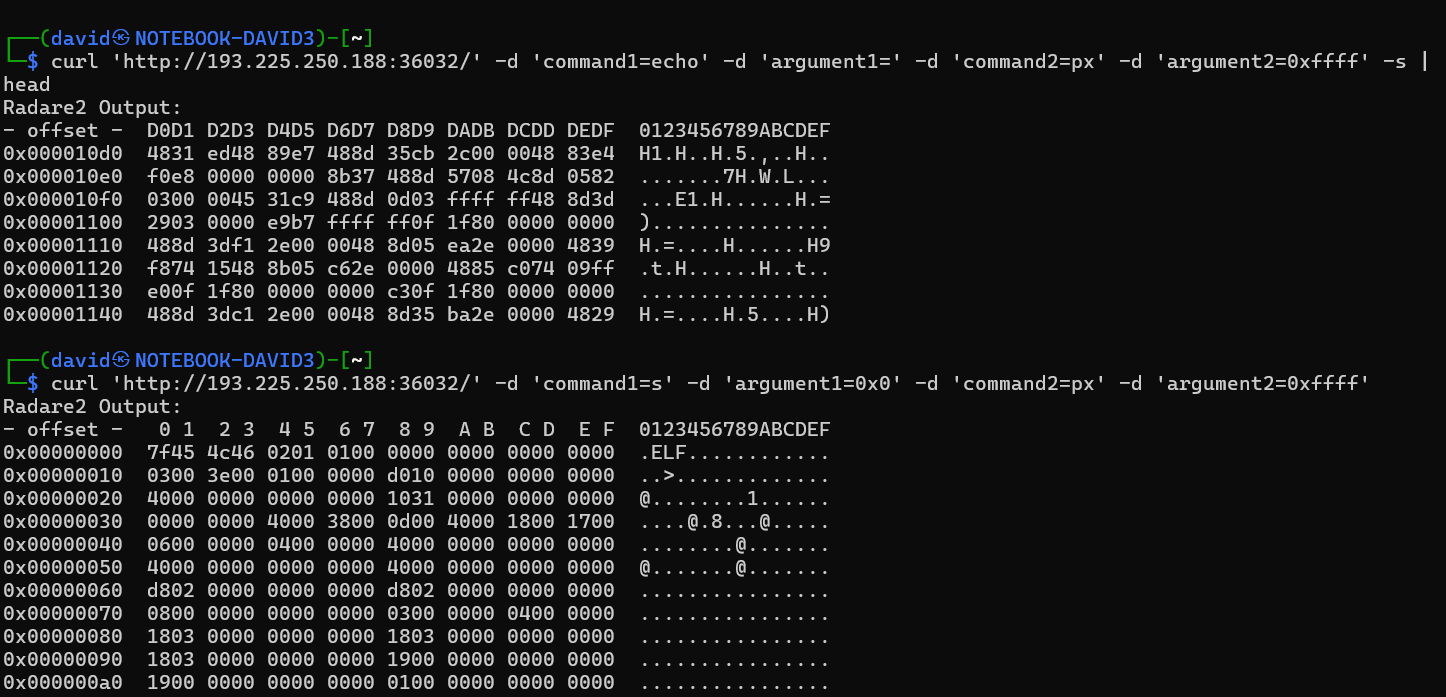 ┌──(david㉿NOTEBOOK-DAVID3)-[~]
└─$ curl 'http://193.225.250.188:36032/' -d 'command1=echo' -d 'argument1=' -d 'command2=px' -d 'argument2=0xffff' -s |
head
Radare2 Output:
- offset -  D0D1 D2D3 D4D5 D6D7 D8D9 DADB DCDD DEDF  0123456789ABCDEF
0x000010d0  4831 ed48 89e7 488d 35cb 2c00 0048 83e4  H1.H..H.5.,..H..
0x000010e0  f0e8 0000 0000 8b37 488d 5708 4c8d 0582  .......7H.W.L...
0x000010f0  0300 0045 31c9 488d 0d03 ffff ff48 8d3d  ...E1.H......H.=
0x00001100  2903 0000 e9b7 ffff ff0f 1f80 0000 0000  )...............
0x00001110  488d 3df1 2e00 0048 8d05 ea2e 0000 4839  H.=....H......H9
0x00001120  f874 1548 8b05 c62e 0000 4885 c074 09ff  .t.H......H..t..
0x00001130  e00f 1f80 0000 0000 c30f 1f80 0000 0000  ................
0x00001140  488d 3dc1 2e00 0048 8d35 ba2e 0000 4829  H.=....H.5....H)
┌──(david㉿NOTEBOOK-DAVID3)-[~]
└─$ curl 'http://193.225.250.188:36032/' -d 'command1=s' -d 'argument1=0x0' -d 'command2=px' -d 'argument2=0xffff'
Radare2 Output:
- offset -   0 1  2 3  4 5  6 7  8 9  A B  C D  E F  0123456789ABCDEF
0x00000000  7f45 4c46 0201 0100 0000 0000 0000 0000  .ELF............
0x00000010  0300 3e00 0100 0000 d010 0000 0000 0000  ..>.............
0x00000020  4000 0000 0000 0000 1031 0000 0000 0000  @........1......
0x00000030  0000 0000 4000 3800 0d00 4000 1800 1700  ....@.8...@.....
0x00000040  0600 0000 0400 0000 4000 0000 0000 0000  ........@.......
0x00000050  4000 0000 0000 0000 4000 0000 0000 0000  @.......@.......
0x00000060  d802 0000 0000 0000 d802 0000 0000 0000  ................
0x00000070  0800 0000 0000 0000 0300 0000 0400 0000  ................
0x00000080  1803 0000 0000 0000 1803 0000 0000 0000  ................
0x00000090  1803 0000 0000 0000 1900 0000 0000 0000  ................
0x000000a0  1900 0000 0000 0000 0100 0000 0000 0000  ................